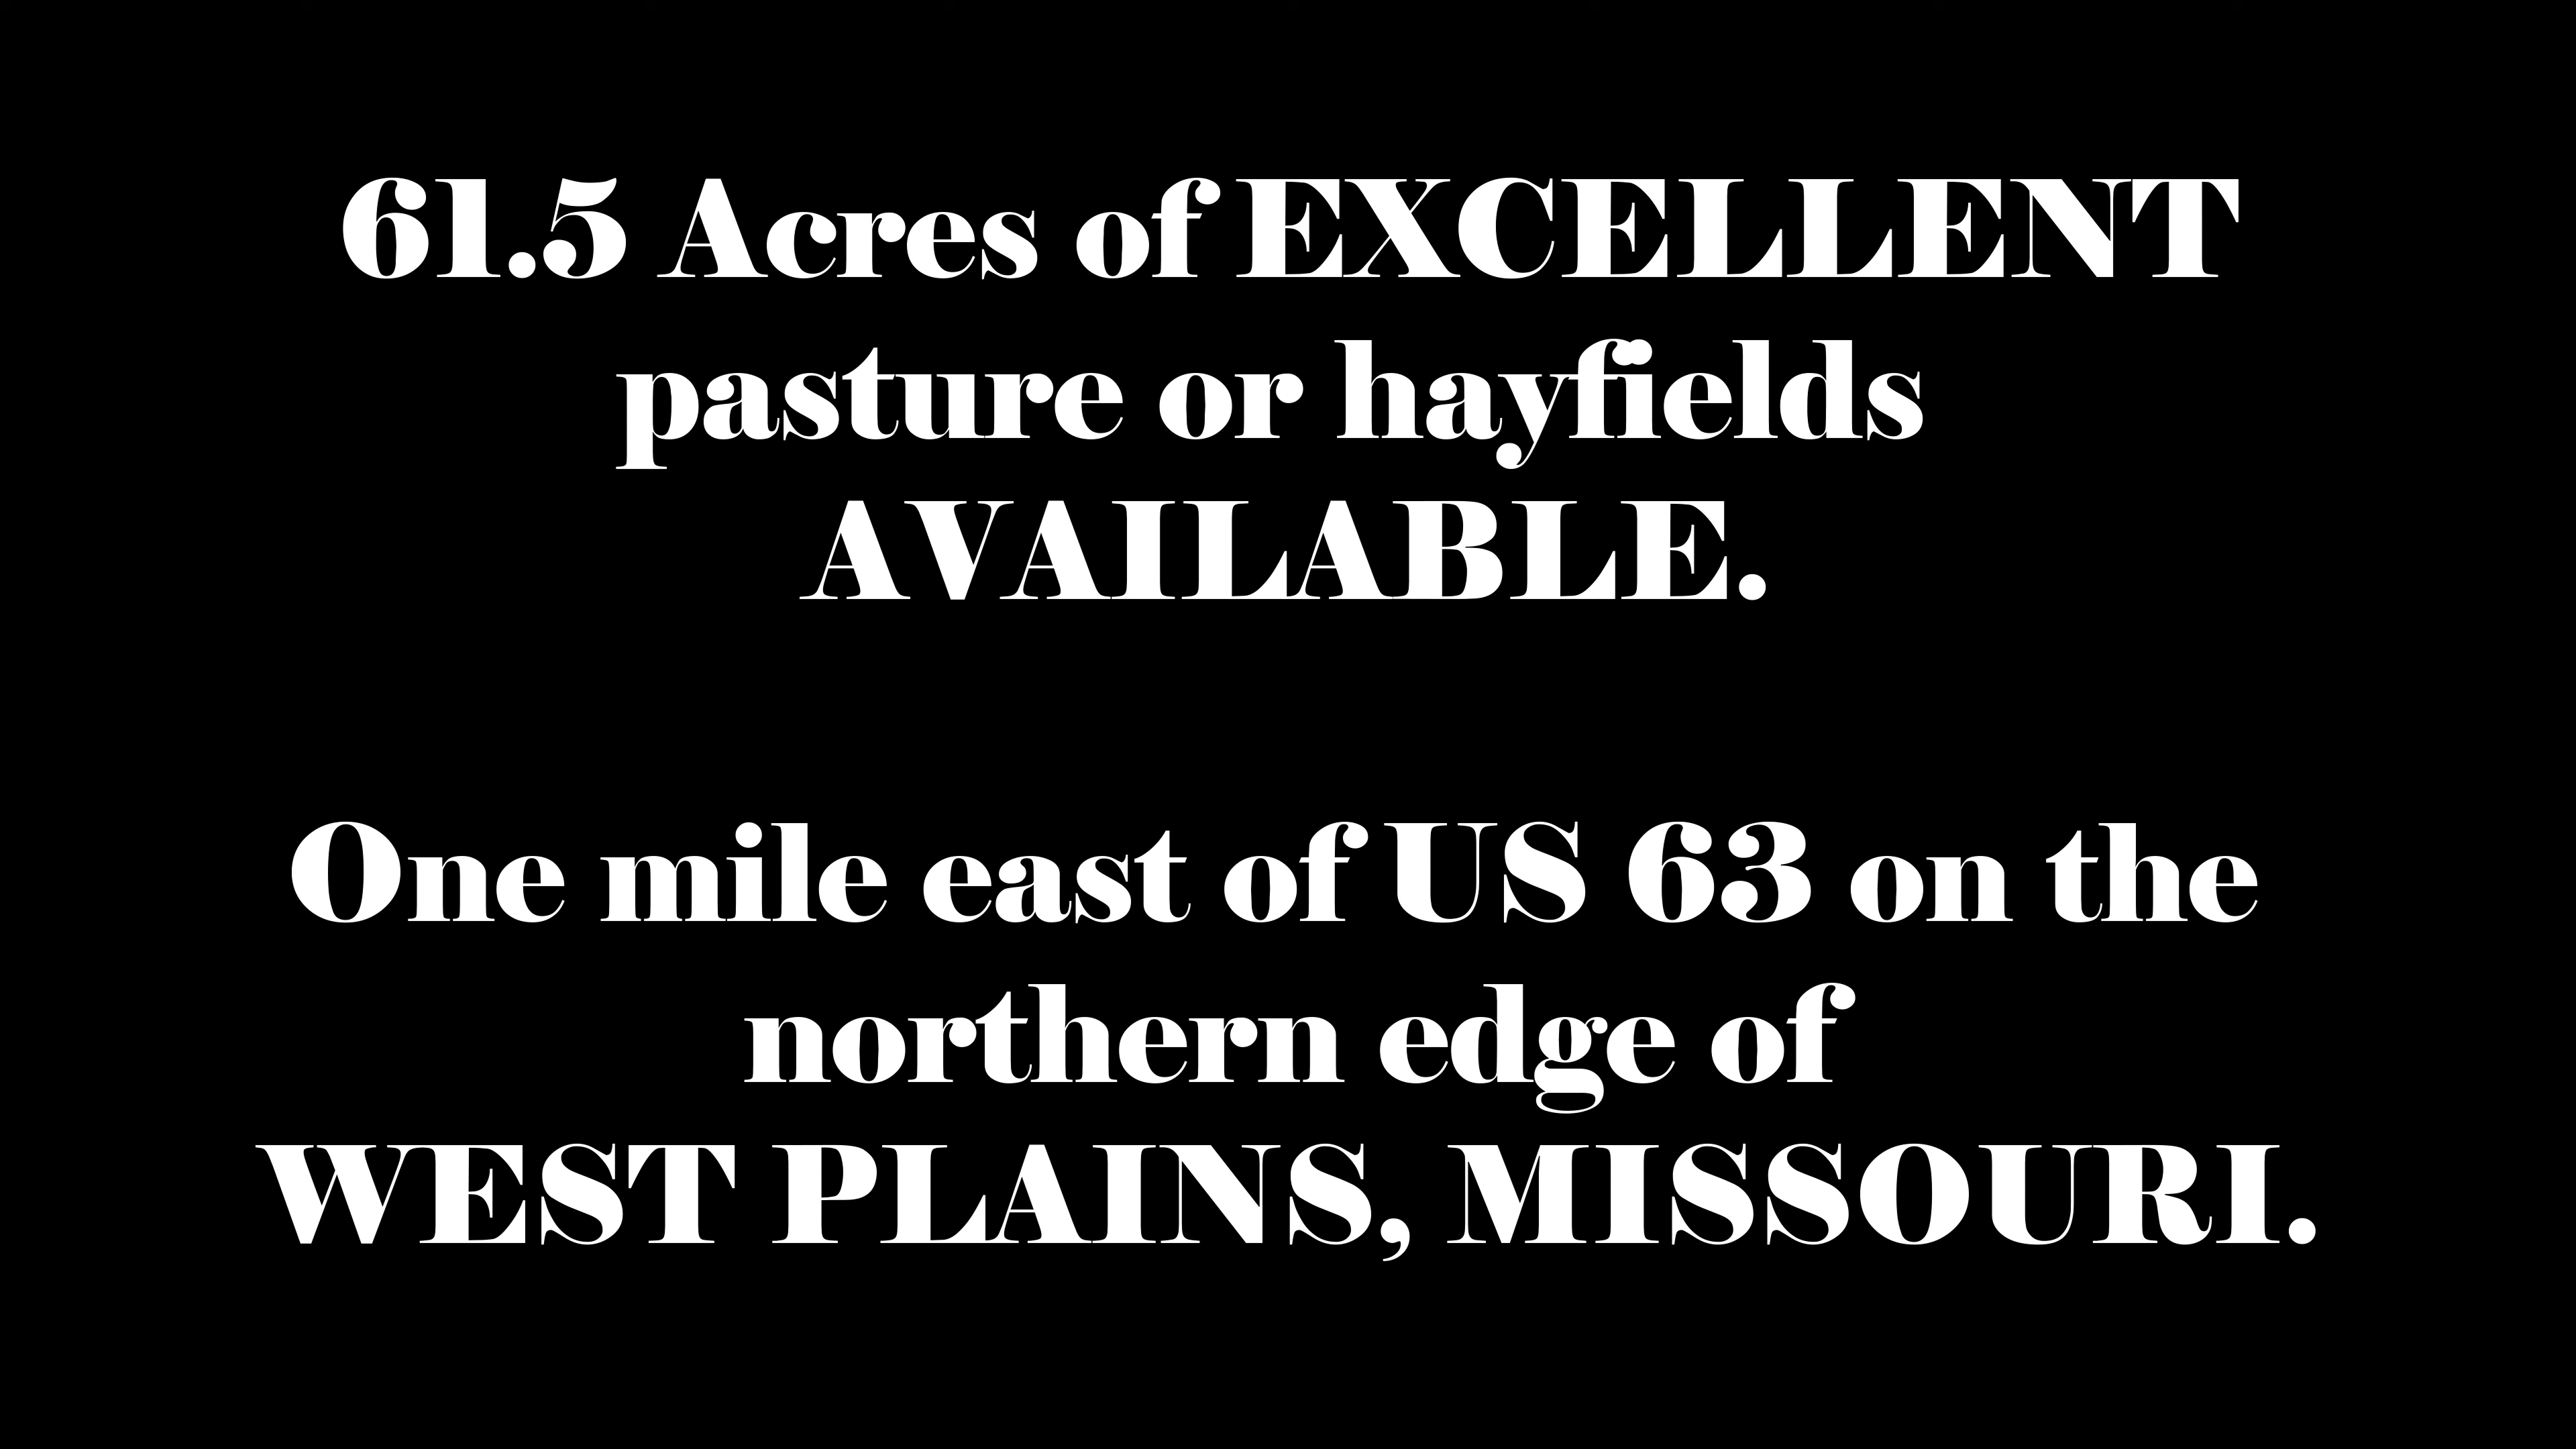 61.5 Acres of EXCELLENT
pasture or hayfields
AVAILABLE.
One mile east of US 63 on the
northern edge of
WEST PLAINS, MISSOURI.